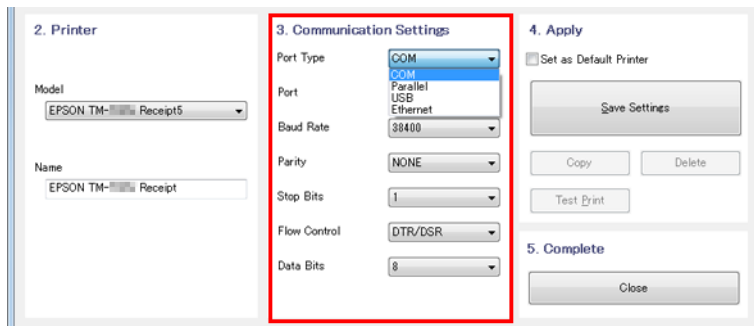 2. Printer
Model
EPSON TM- Receipt5
Name
EPSON TM- Receipt
3. Communication Settings
Port Type
COM
COM
Parallel
USB
Ethernet
Port
Baud Rate
38400
Parity
NONE
Stop Bits
1
Flow Control
DTR/DSR
Data Bits
8
4. Apply
Set as Default Printer
Save Settings
Copy
Delete
Test Print
5. Complete
Close